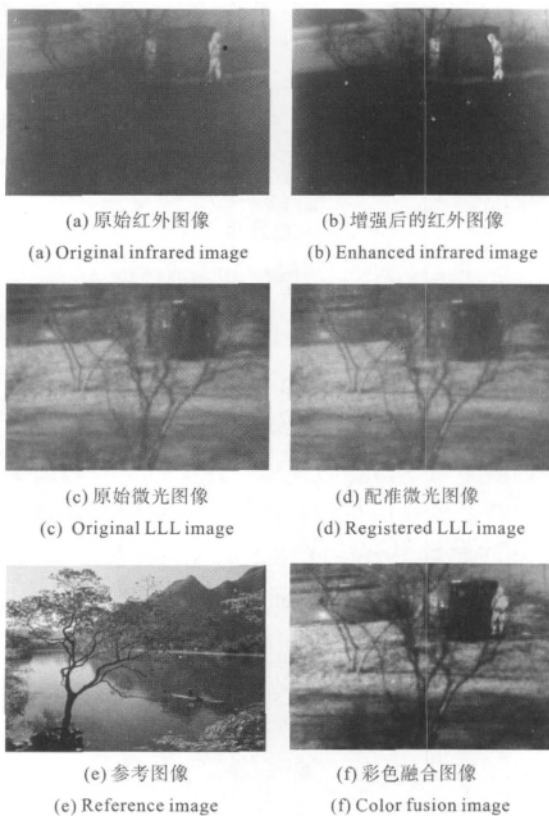 (a) 原始红外图像
(a) Original infrared image
(b) 增强后的红外图像
(b) Enhanced infrared image
(c) 原始微光图像
(c) Original LLL image
(d) 配准微光图像
(d) Registered LLL image
(e) 参考图像
(e) Reference image
(f) 彩色融合图像
(f) Color fusion image